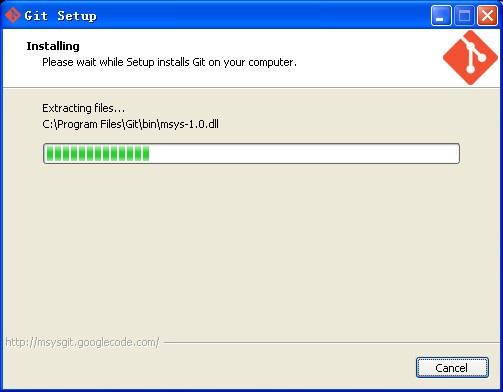 Git Setup
Installing
Please wait while Setup installs Git on your computer.
Extracting files...
C:\Program Files\Git\bin\msys-1.0.dll
http://msysgit.googlecode.com/
Cancel